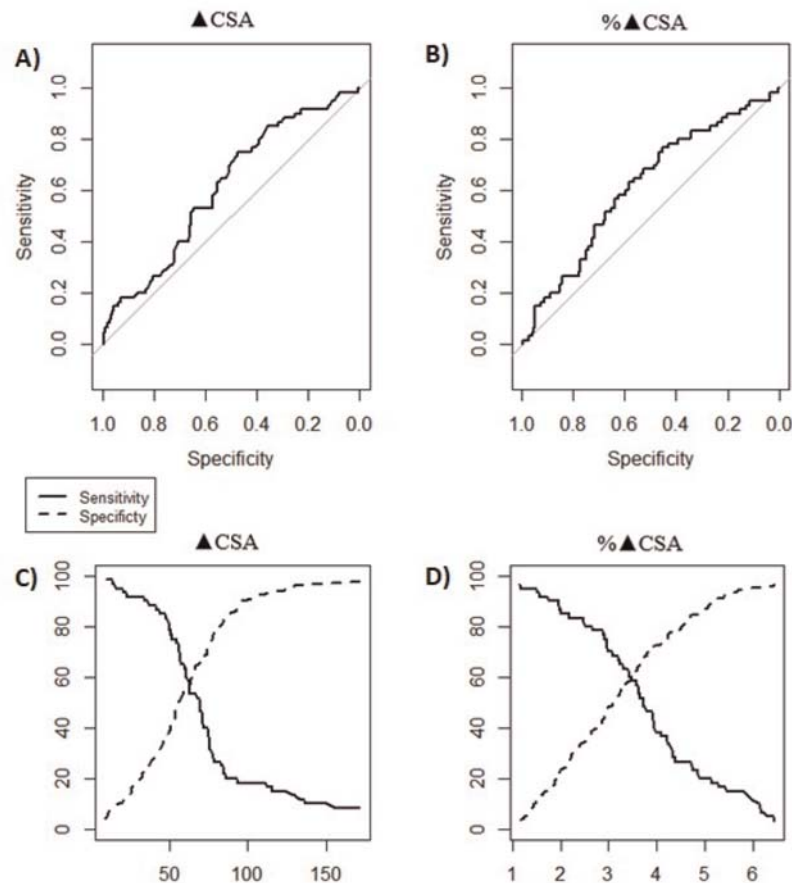 ▲CSA
A)
Sensitivity
0.0 0.2 0.4 0.6 0.8 1.0
1.0 0.8 0.6 0.4 0.2 0.0
Specificity
%▲CSA
B)
Sensitivity
0.0 0.2 0.4 0.6 0.8 1.0
1.0 0.8 0.6 0.4 0.2 0.0
Specificity
Sensitivity
Specificty
▲CSA
C)
0 20 40 60 80 100
50 100 150
%▲CSA
D)
0 20 40 60 80 100
1 2 3 4 5 6